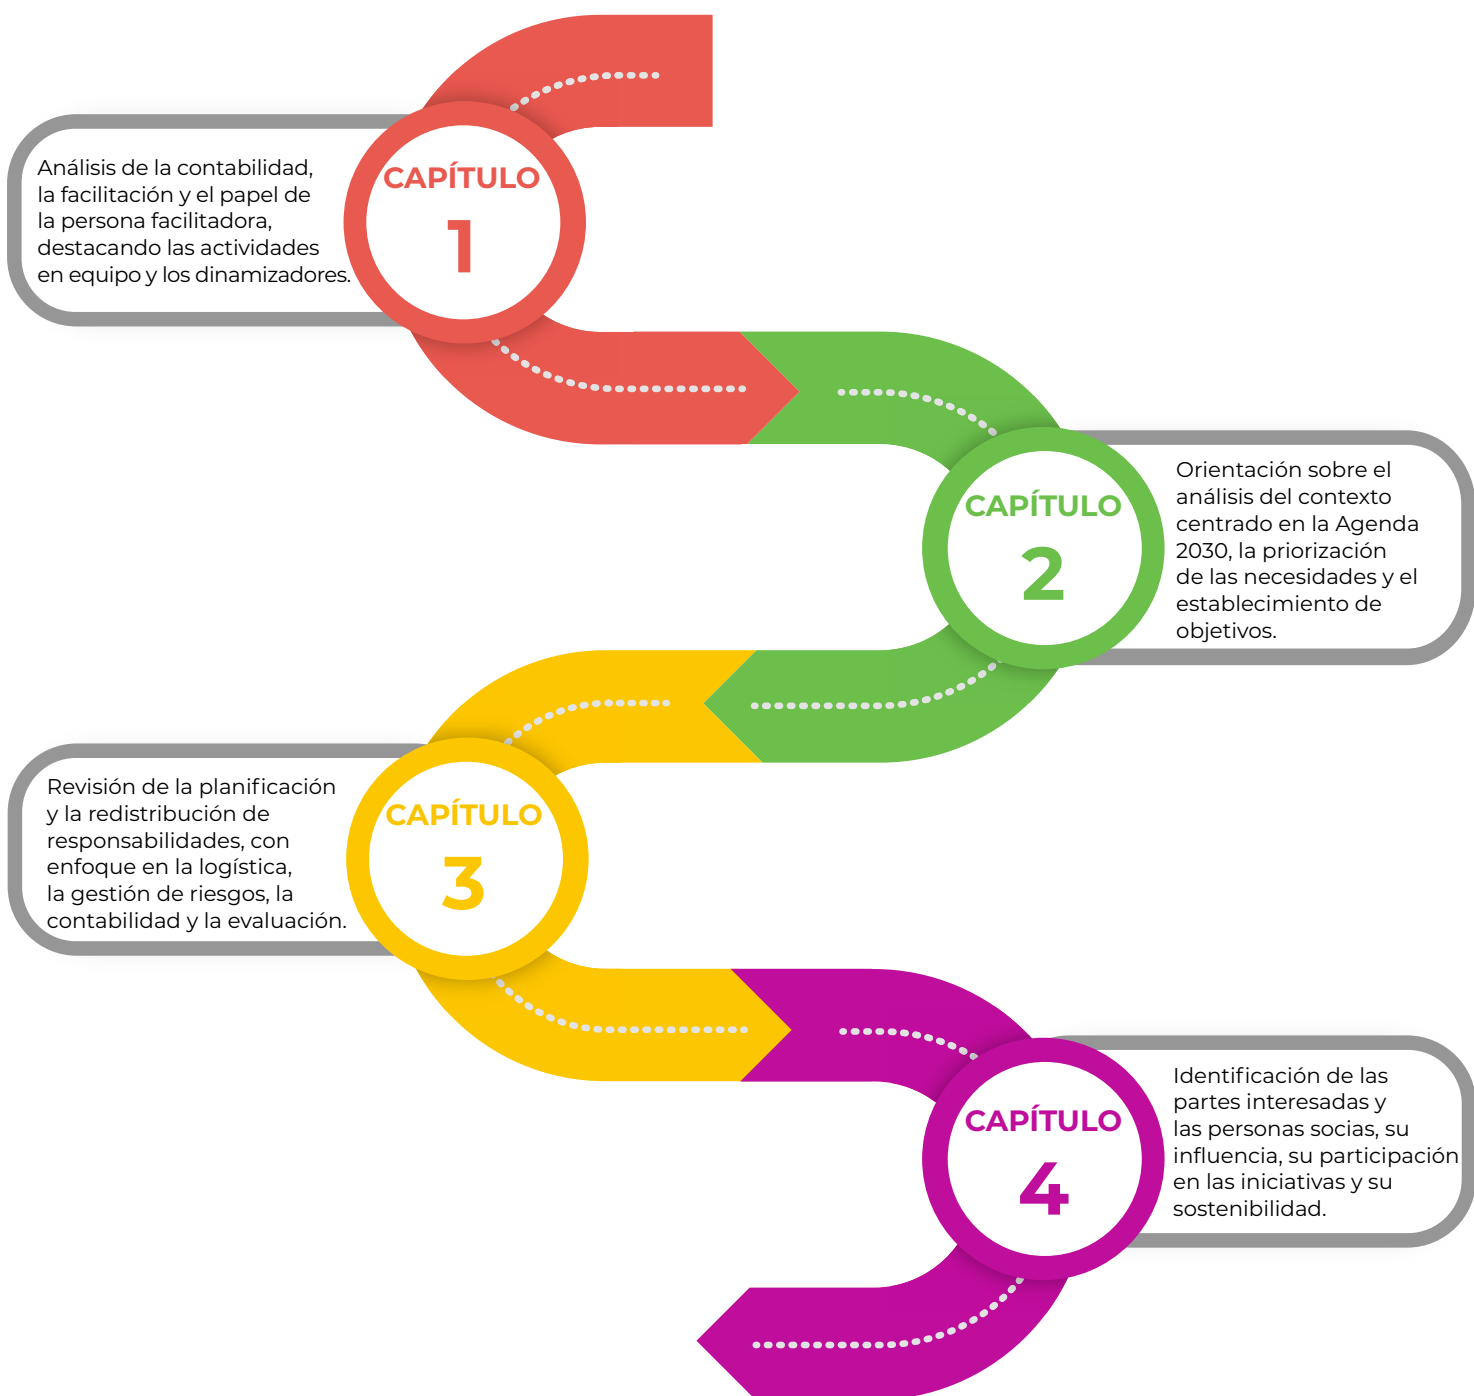 CAPÍTULO
1
Análisis de la contabilidad,
la facilitación y el papel de
la persona facilitadora,
destacando las actividades
en equipo y los dinamizadores.
CAPÍTULO
2
Orientación sobre el
análisis del contexto
centrado en la Agenda
2030, la priorización
de las necesidades y el
establecimiento de
objetivos.
CAPÍTULO
3
Revisión de la planificación
y la redistribución de
responsabilidades, con
enfoque en la logística,
la gestión de riesgos, la
contabilidad y la evaluación.
CAPÍTULO
4
Identificación de las
partes interesadas y
las personas socias, su
influencia, su participación
en las iniciativas y su
sostenibilidad.